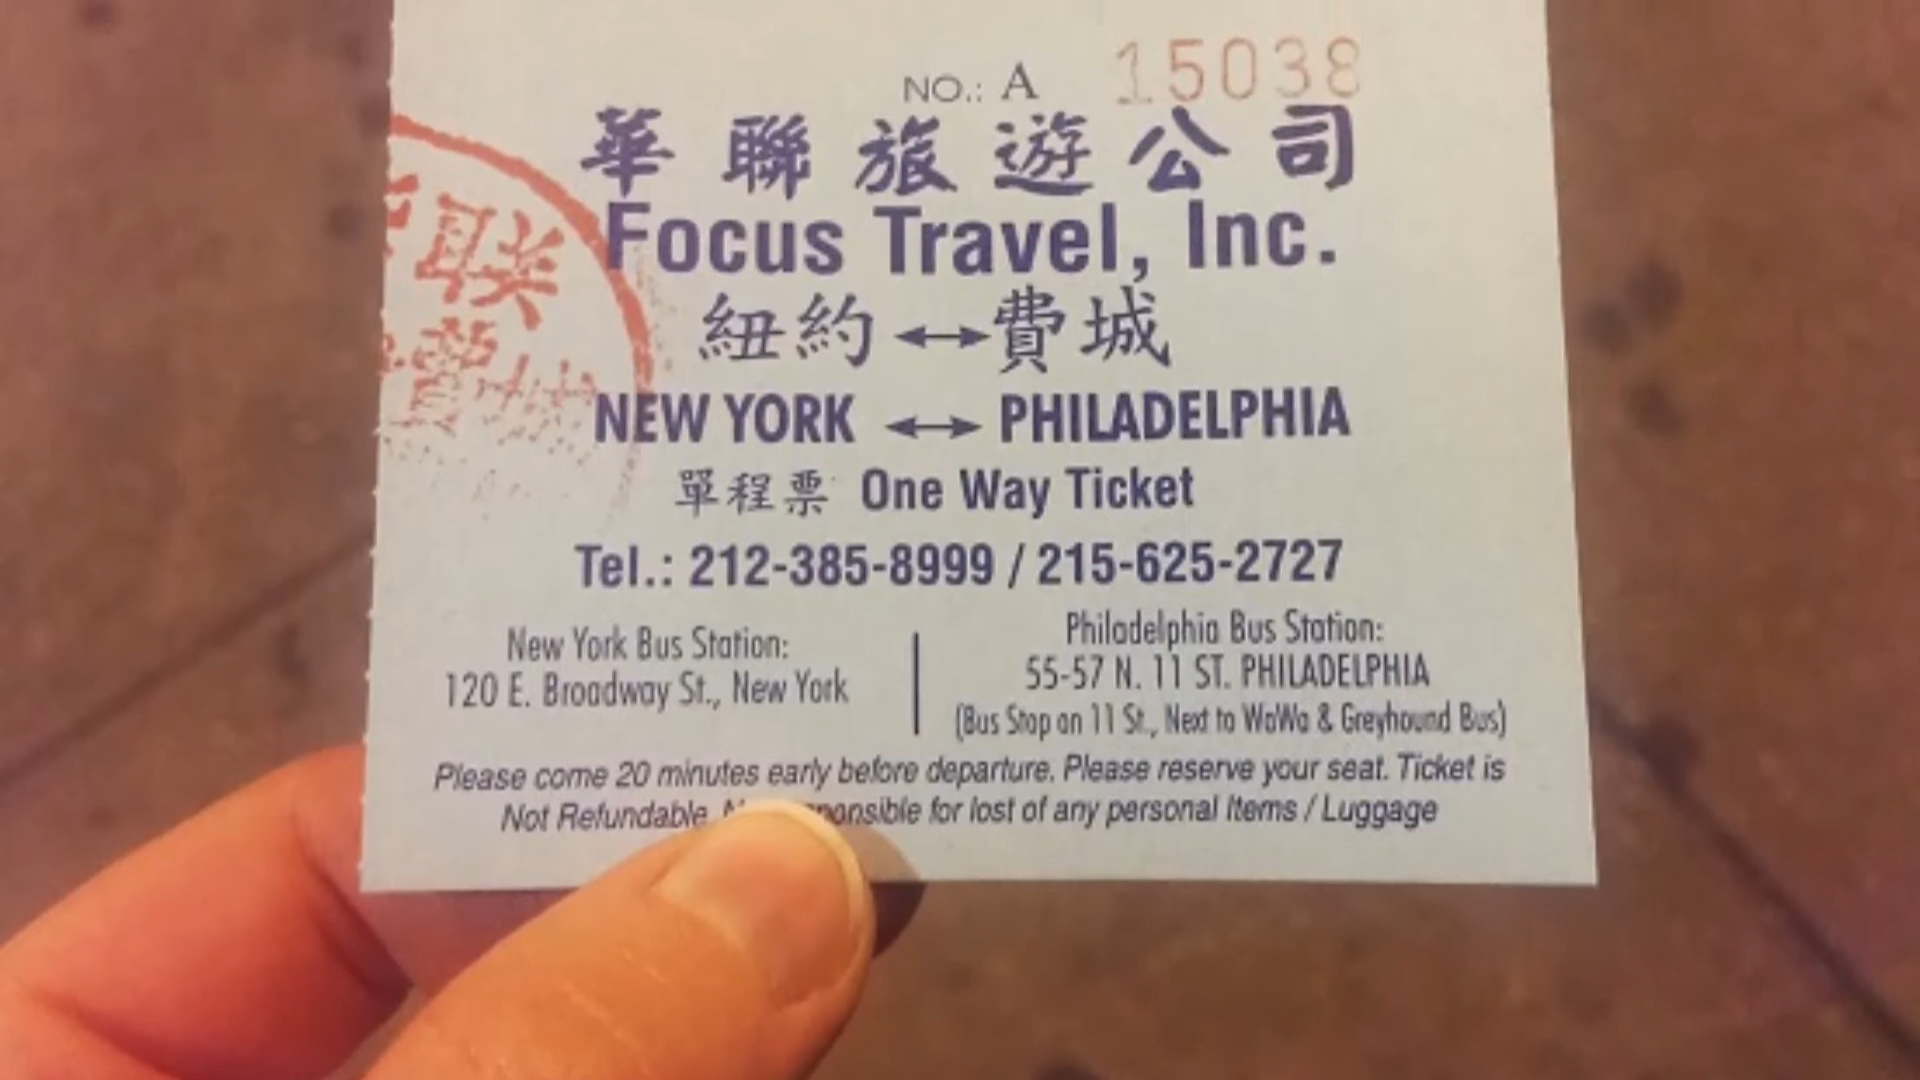 NO.: A 15038
華聯旅遊公司
Focus Travel, Inc.
紐約 ↔ 費城
NEW YORK ↔ PHILADELPHIA
單程票 One Way Ticket
Tel.: 212-385-8999 / 215-625-2727
New York Bus Station:
120 E. Broadway St., New York
Philadelphia Bus Station:
55-57 N. 11 ST. PHILADELPHIA
(Bus Stop on 11 St., Next to WaWa & Greyhound Bus)
Please come 20 minutes early before departure. Please reserve your seat. Ticket is
Not Refundable. for lost of any personal Items / Luggage
联